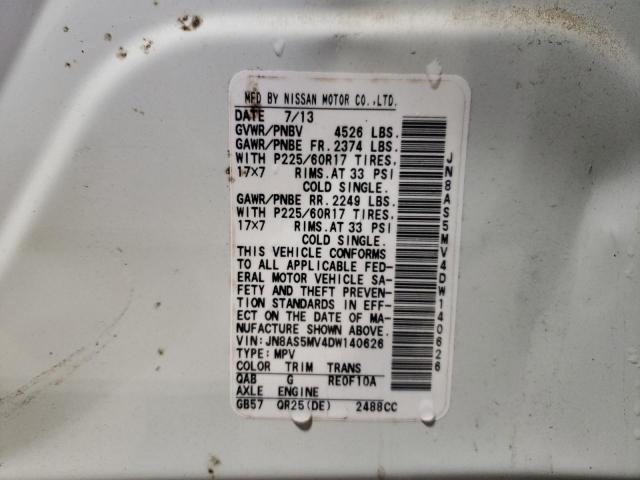 MFD BY NISSAN MOTOR CO.,LTD.
DATE 7/13
GVWR/PNBV 4526 LBS.
GAWR/PNBE FR. 2374 LBS.
WITH P225/60R17 TIRES,
17×7 RIMS.AT 33 PSI
COLD SINGLE.
GAWR/PNBE RR. 2249 LBS.
WITH P225/60R17 TIRES,
17×7 RIMS.AT 33 PSI
COLD SINGLE.
THIS VEHICLE CONFORMS
TO ALL APPLICABLE FED-
ERAL MOTOR VEHICLE SA-
FETY AND THEFT PREVEN-
TION STANDARDS IN EFF-
ECT ON THE DATE OF MA-
NUFACTURE SHOWN ABOVE.
VIN: JN8AS5MV4DW140626
TYPE: MPV
COLOR TRIM TRANS
QAB G RE0F10A
AXLE ENGINE
GB57 QR25(DE) 2488CC
JN8AS5MV4DW140626